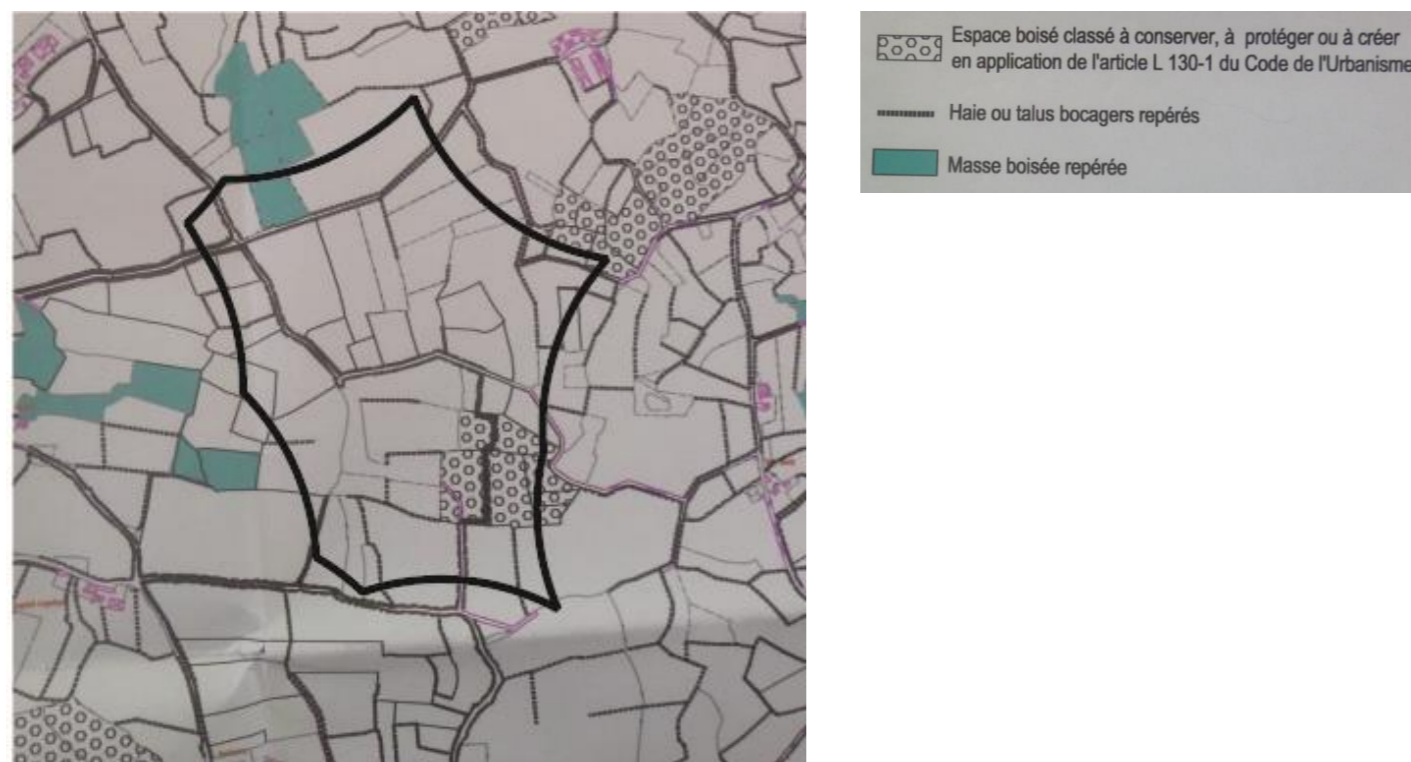 Espace boisé classé à conserver, à protéger ou à créer
en application de l'article L 130-1 du Code de l'Urbanisme
Haie ou talus bocagers repérés
Masse boisée repérée